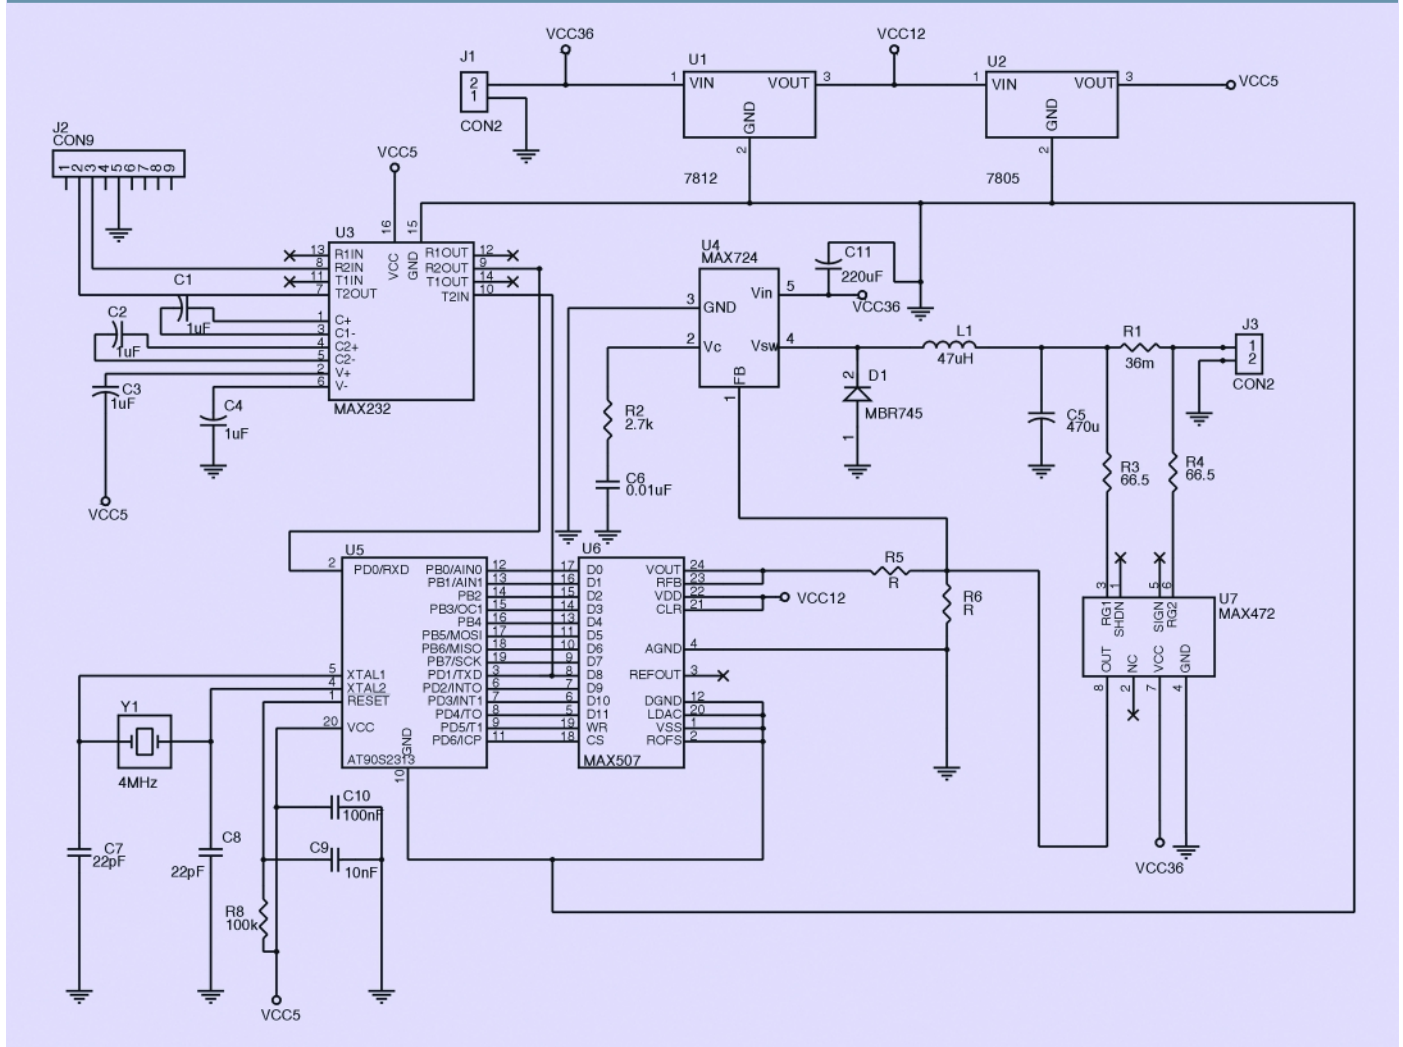 VCC36
VCC12
J1
2
1
CON2
U1
1
VIN
VOUT
3
GND
2
7812
U2
1
VIN
VOUT
3
GND
2
7805
VCC5
J2
CON9
1 2 3 4 5 6 7 8 9
VCC5
16
15
U3
13 R1IN
8 R2IN
11 T1IN
7 T2OUT
VCC
GND
R1OUT 12
R2OUT 9
T1OUT 14
T2IN 10
1 C+
3 C1-
4 C2+
5 C2-
2 V+
6 V-
MAX232
C1
1uF
C2
1uF
C3
1uF
C4
1uF
VCC5
U4
MAX724
3 GND
2 Vc
Vin 5
Vsw 4
FB
1
C11
220uF
VCC36
L1
47uH
R1
36m
J3
1
2
CON2
2
D1
MBR745
1
C5
470u
R2
2.7k
C6
0.01uF
R3
66.5
R4
66.5
U5
2 PD0/RXD
5 XTAL1
4 XTAL2
1 RESET
20 VCC
GND
10
AT90S2313
PB0/AIN0 12
PB1/AIN1 13
PB2 14
PB3/OC1 15
PB4 16
PB5/MOSI 17
PB6/MISO 18
PB7/SCK 19
PD1/TXD 3
PD2/INTO 6
PD3/INT1 7
PD4/TO 8
PD5/T1 9
PD6/ICP 11
U6
17 D0
16 D1
15 D2
14 D3
13 D4
11 D5
10 D6
9 D7
8 D8
7 D9
6 D10
5 D11
19 WR
18 CS
MAX507
VOUT 24
RFB 23
VDD 22
CLR 21
AGND 4
REFOUT 3
DGND 12
LDAC 20
VSS 1
ROFS 2
VCC12
R5
R
R6
R
U7
MAX472
3 RG1
1 SHDN
5 SIGN
6 RG2
OUT 8
NC 2
VCC 7
GND 4
VCC36
Y1
4MHz
C7
22pF
C8
22pF
C10
100nF
C9
10nF
R8
100k
VCC5